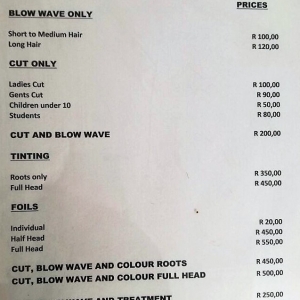 PRICES
BLOW WAVE ONLY
Short to Medium Hair R 100,00
Long Hair R 120,00
CUT ONLY
Ladies Cut R 100,00
Gents Cut R 90,00
Children under 10 R 50,00
Students R 80,00
CUT AND BLOW WAVE R 200,00
TINTING
Roots only R 350,00
Full Head R 450,00
FOILS
Individual R 20,00
Half Head R 450,00
Full Head R 550,00
CUT, BLOW WAVE AND COLOUR ROOTS R 450,00
CUT, BLOW WAVE AND COLOUR FULL HEAD R 500,00
WAVE AND TREATMENT R 250,00